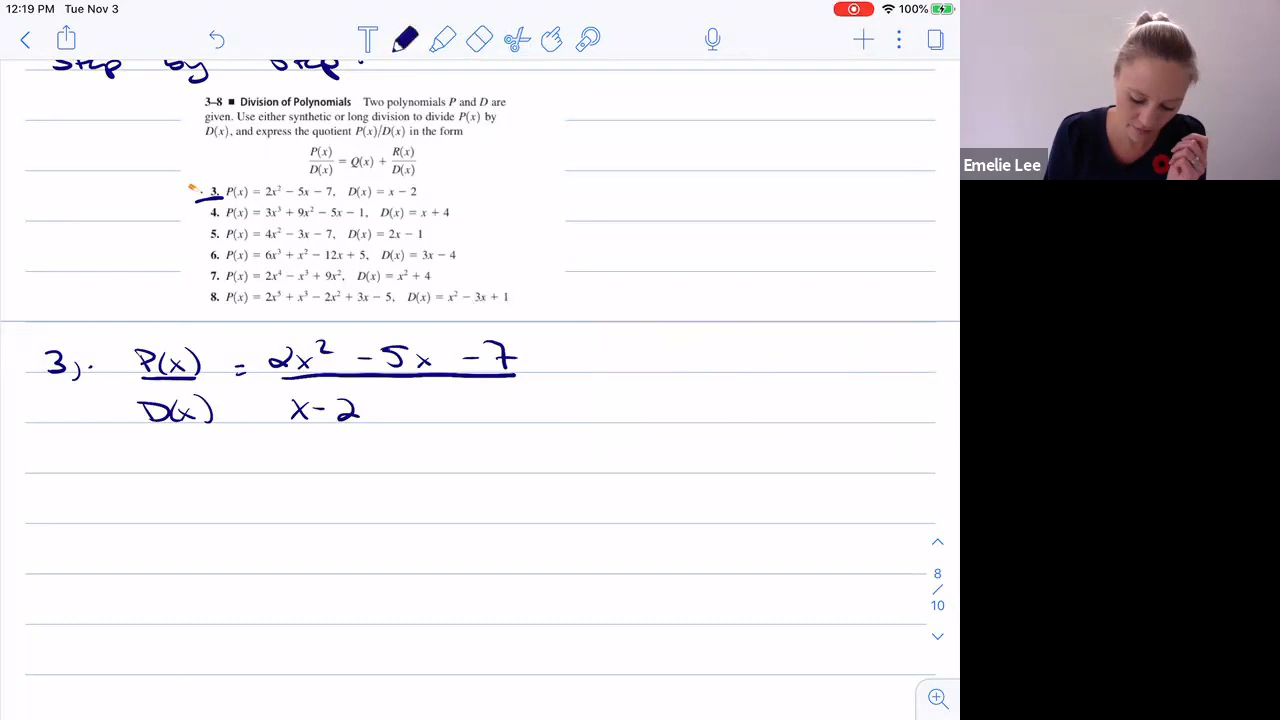 12:19 PM Tue Nov 3
100%
Step by Step.
3–8 ■ Division of Polynomials Two polynomials P and D are
given. Use either synthetic or long division to divide P(x) by
D(x), and express the quotient P(x)/D(x) in the form
P(x)/D(x) = Q(x) + R(x)/D(x)
3. P(x) = 2x² − 5x − 7, D(x) = x − 2
4. P(x) = 3x³ + 9x² − 5x − 1, D(x) = x + 4
5. P(x) = 4x² − 3x − 7, D(x) = 2x − 1
6. P(x) = 6x³ + x² − 12x + 5, D(x) = 3x − 4
7. P(x) = 2x⁴ − x³ + 9x², D(x) = x² + 4
8. P(x) = 2x⁵ + x³ − 2x² + 3x − 5, D(x) = x² − 3x + 1
3). P(x)/D(x) = 2x² - 5x - 7 / x - 2
8/10
Emelie Lee